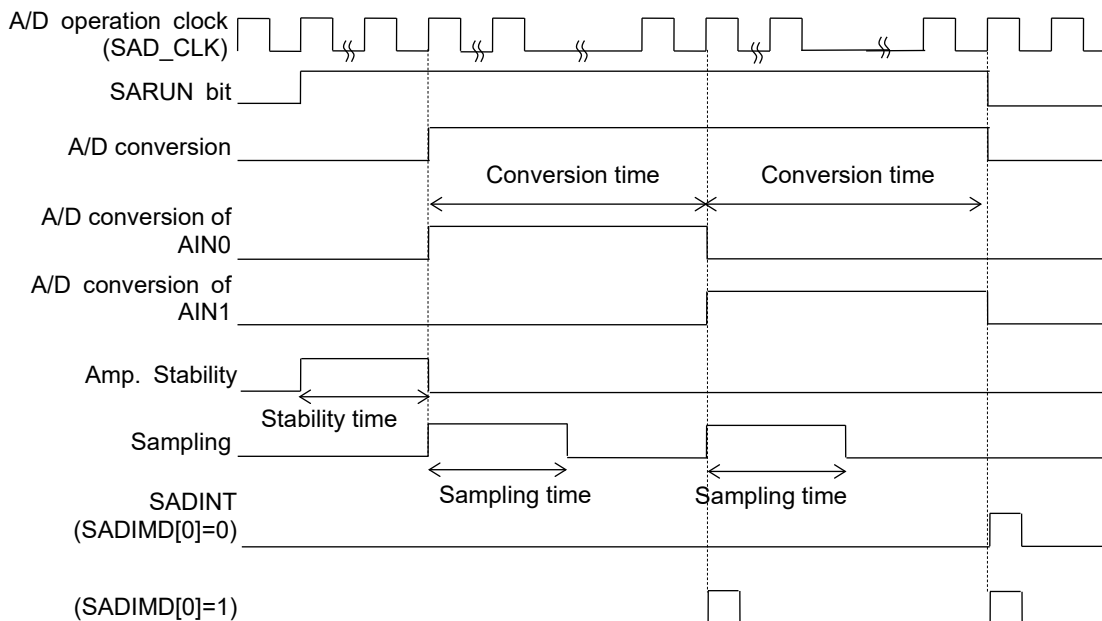 A/D operation clock
(SAD_CLK)
SARUN bit
A/D conversion
Conversion time
Conversion time
A/D conversion of
AIN0
A/D conversion of
AIN1
Amp. Stability
Stability time
Sampling
Sampling time
Sampling time
SADINT
(SADIMD[0]=0)
(SADIMD[0]=1)